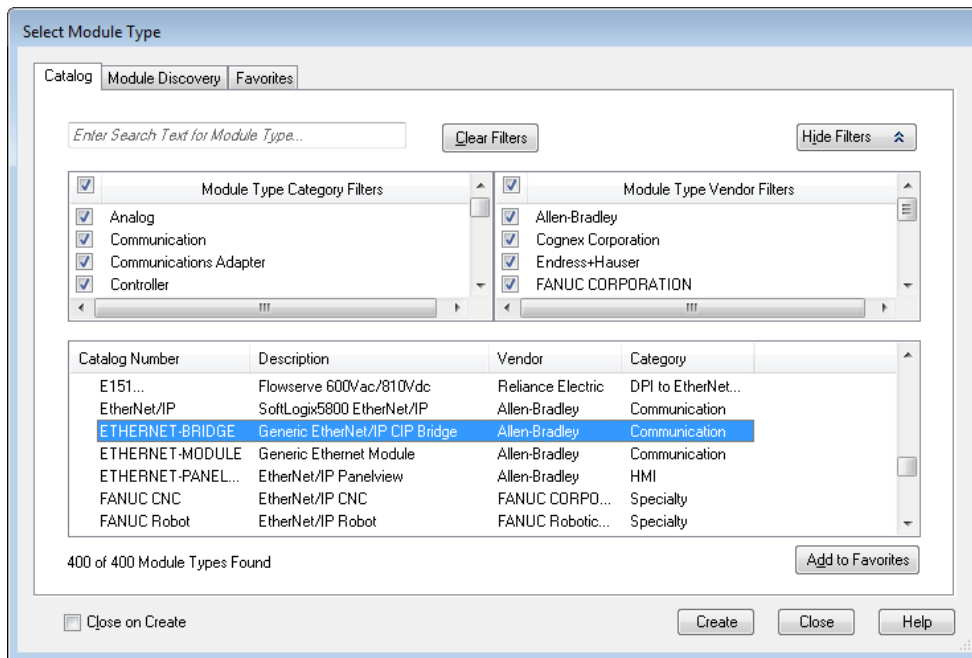 Select Module Type
Catalog Module Discovery Favorites
Enter Search Text for Module Type... Clear Filters Hide Filters
Module Type Category Filters Module Type Vendor Filters
Analog Allen-Bradley
Communication Cognex Corporation
Communications Adapter Endress+Hauser
Controller FANUC CORPORATION
Catalog Number Description Vendor Category
E151... Flowserve 600Vac/810Vdc Reliance Electric DPI to EtherNet...
EtherNet/IP SoftLogix5800 EtherNet/IP Allen-Bradley Communication
ETHERNET-BRIDGE Generic EtherNet/IP CIP Bridge Allen-Bradley Communication
ETHERNET-MODULE Generic Ethernet Module Allen-Bradley Communication
ETHERNET-PANEL... EtherNet/IP Panelview Allen-Bradley HMI
FANUC CNC EtherNet/IP CNC FANUC CORPO... Specialty
FANUC Robot EtherNet/IP Robot FANUC Robotic... Specialty
400 of 400 Module Types Found Add to Favorites
Close on Create Create Close Help